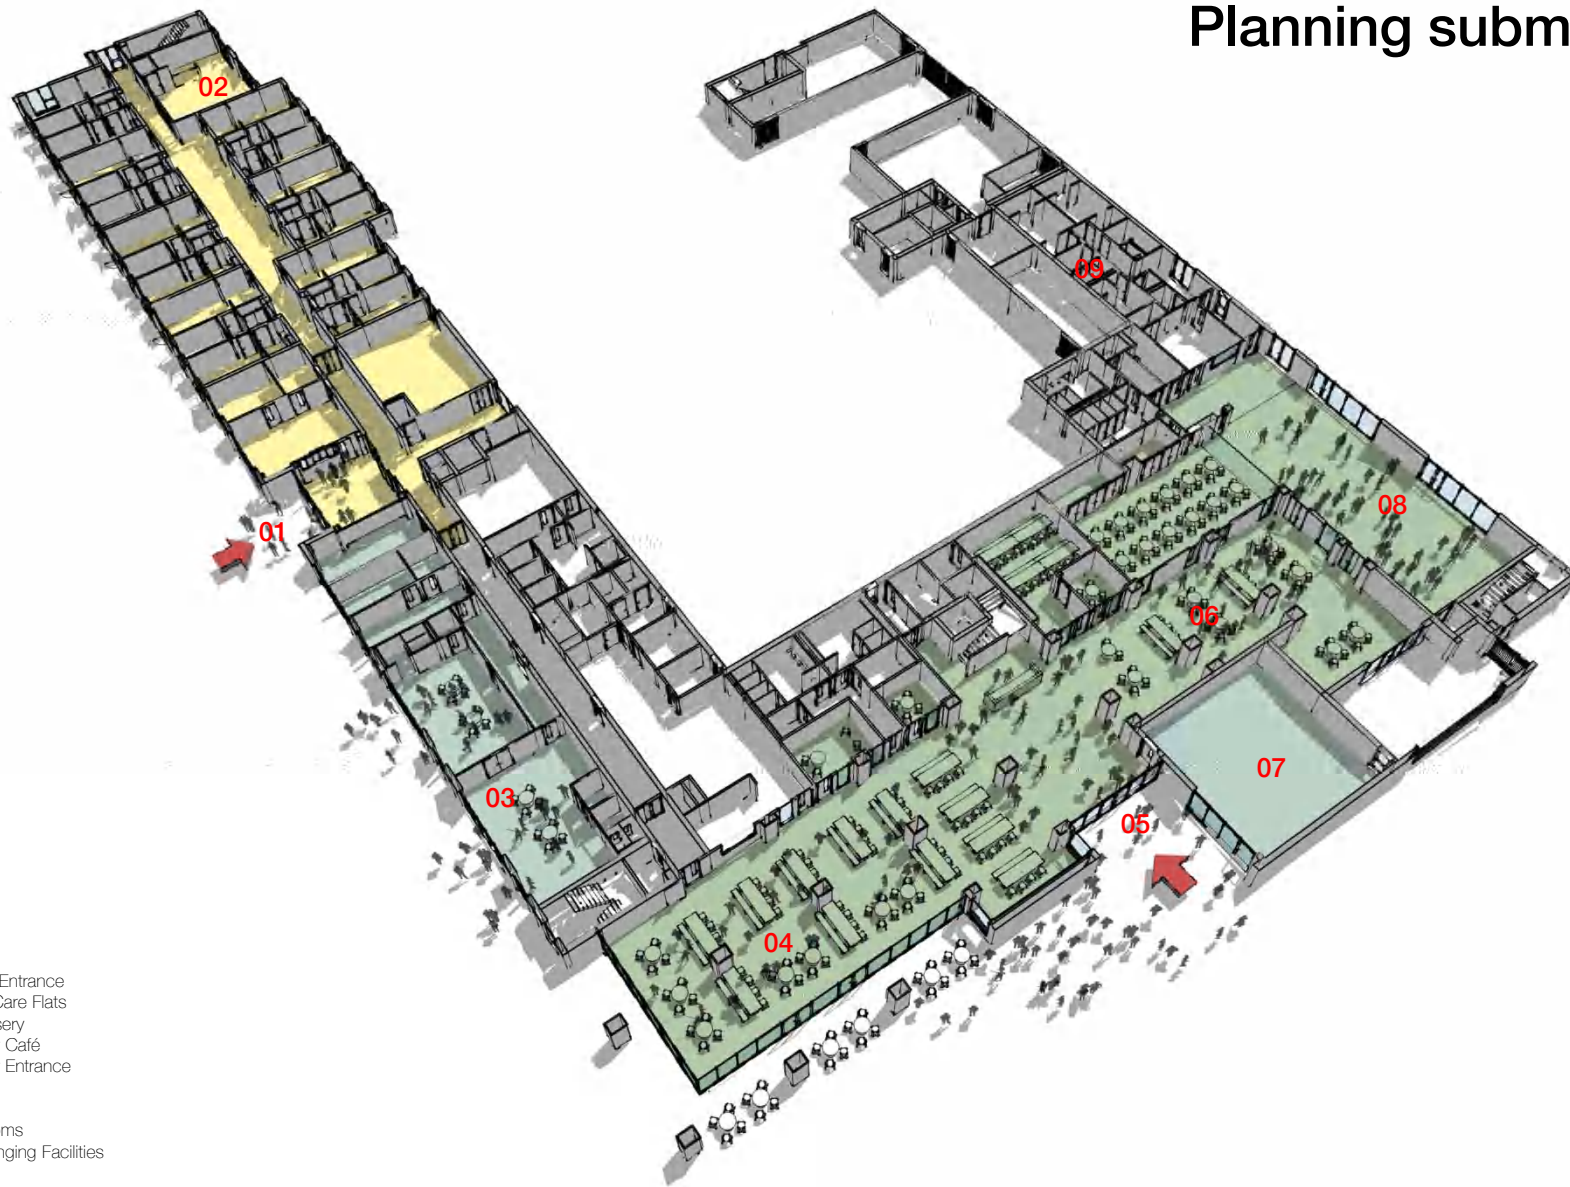 Planning subm
02
09
08
01
06
07
03
05
04
Entrance
Care Flats
sery
Café
Entrance
ms
nging Facilities